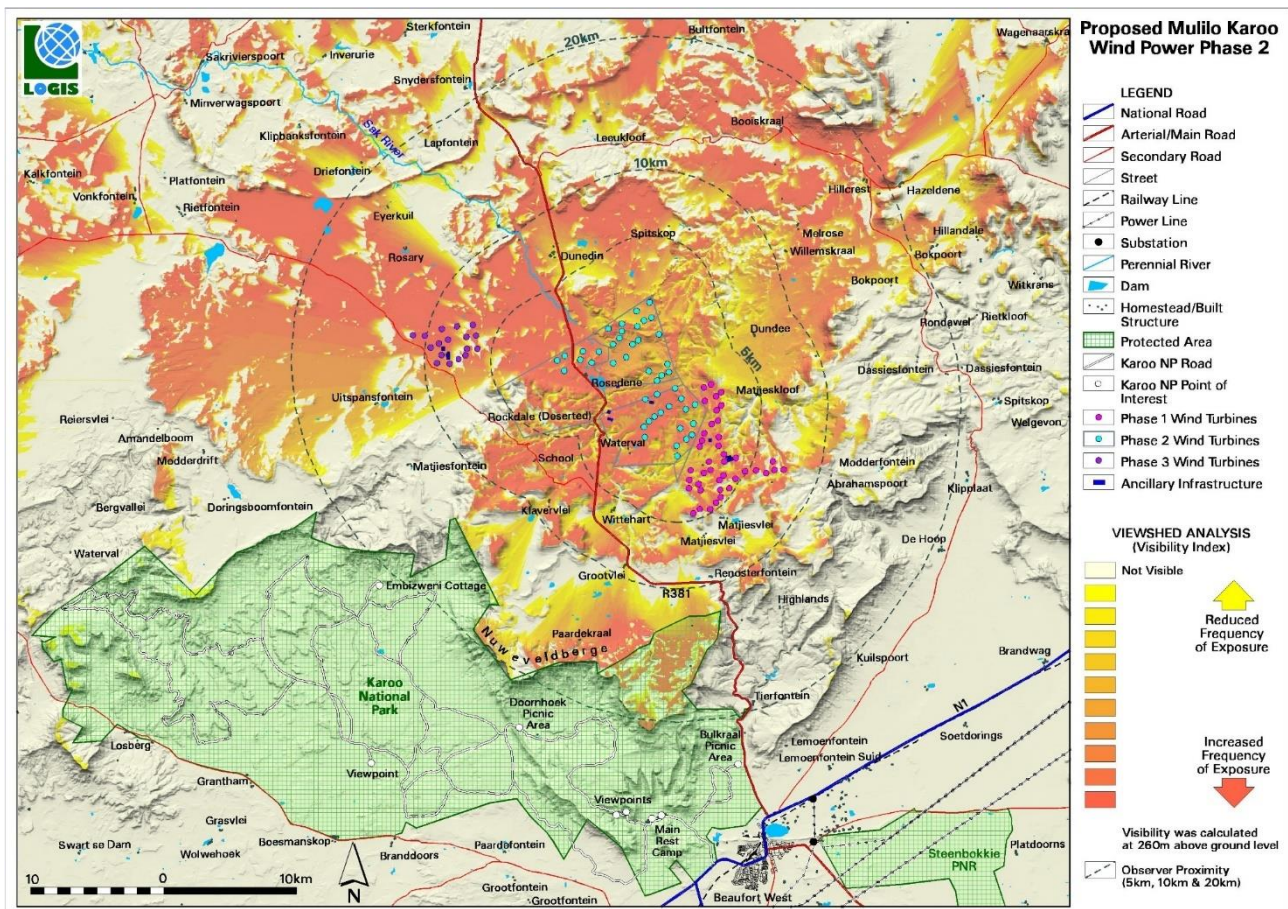 Proposed Mulilo Karoo
Wind Power Phase 2
LEGEND
National Road
Arterial/Main Road
Secondary Road
Street
Railway Line
Power Line
Substation
Perennial River
Dam
Homestead/Built
Structure
Protected Area
Karoo NP Road
Karoo NP Point of
Interest
Phase 1 Wind Turbines
Phase 2 Wind Turbines
Phase 3 Wind Turbines
Ancillary Infrastructure
VIEWSHED ANALYSIS
(Visibility Index)
Not Visible
Reduced
Frequency
of Exposure
Increased
Frequency
of Exposure
Visibility was calculated
at 260m above ground level
Observer Proximity
(5km, 10km & 20km)
LOGIS
Sterkfontein
Bultfontein
Wagenaarskra
20km
Sakrivierspoort
Inverurie
Snydersfontein
Minverwagspoort
Klipbanksfontein
Lapfontein
Sak River
Leeukloof
Booiskraal
10km
Kalkfontein
Vonkfontein
Platfontein
Driefontein
Rietfontein
Eyerkuil
Hillcrest
Hazeldene
Spitskop
Melrose
Hillandale
Rosary
Dunedin
Willemskraal
Bokpoort
Bokpoort
Witkrans
Rietkloof
Rondawel
Dundee
5km
Dassiesfontein
Dassiesfontein
Rosedene
Matjieskloof
Uitspansfontein
Spitskop
Reiersvlei
Rockdale (Deserted)
Welgevon
Amandelboom
Waterval
Modderdrift
Matjiesfontein
School
Modderfontein
Abrahamspoort
Klipplaat
Bergvallei
Doringsboomfontein
Klavervlei
Wittehart
Matjiesvlei
Matjiesvlei
De Hoop
Waterval
Embizweni Cottage
Grootvlei
Renosterfontein
R381
Highlands
Paardekraal
Nuweveldberge
Kuilspoort
Brandwag
Karoo
National
Park
Tierfontein
N1
Doornhoek
Picnic
Area
Bulkraal
Picnic
Area
Soetdorings
Losberg
Lemoenfontein
Lemoenfontein Suid
Grantham
Viewpoint
Viewpoints
Main
Rest
Camp
Grasvlei
Swart se Dam
Wolwehoek
Boesmanskop
Branddoors
Paardefontein
Steenbokkie
PNR
Platdoorns
Grootfontein
Grootfontein
Beaufort West
10
0
10km
N